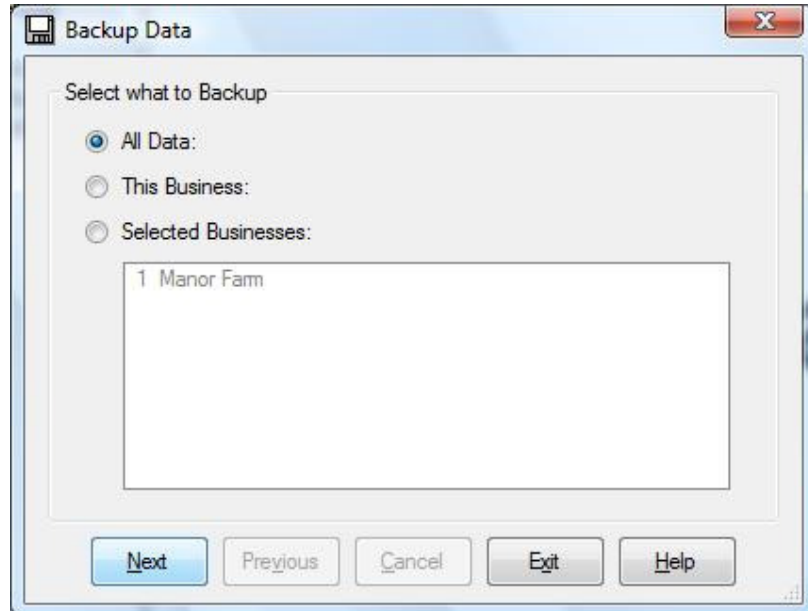 Backup Data
Select what to Backup
All Data:
This Business:
Selected Businesses:
1 Manor Farm
Next Previous Cancel Exit Help